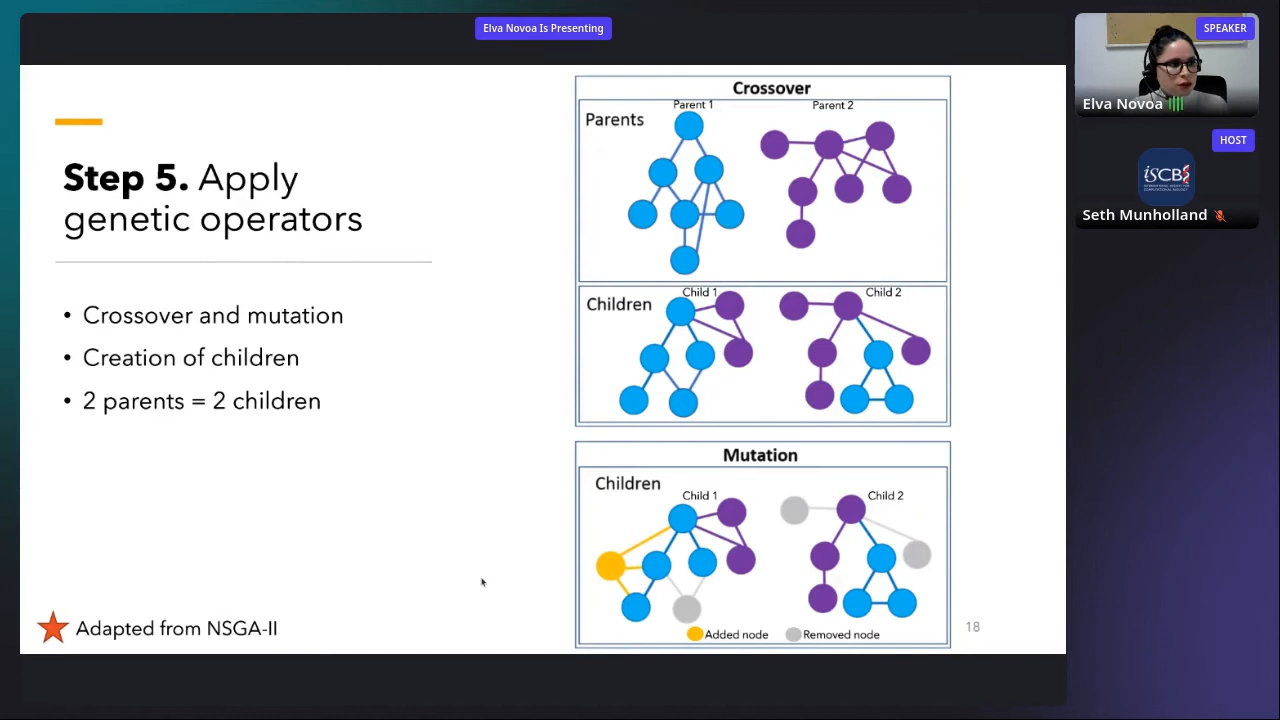 Elva Novoa Is Presenting
SPEAKER
Elva Novoa
HOST
iSCB
Seth Munholland
Step 5. Apply
genetic operators
• Crossover and mutation
• Creation of children
• 2 parents = 2 children
Adapted from NSGA-II
Crossover
Parents
Parent 1
Parent 2
Children
Child 1
Child 2
Mutation
Children
Child 1
Child 2
Added node
Removed node
18